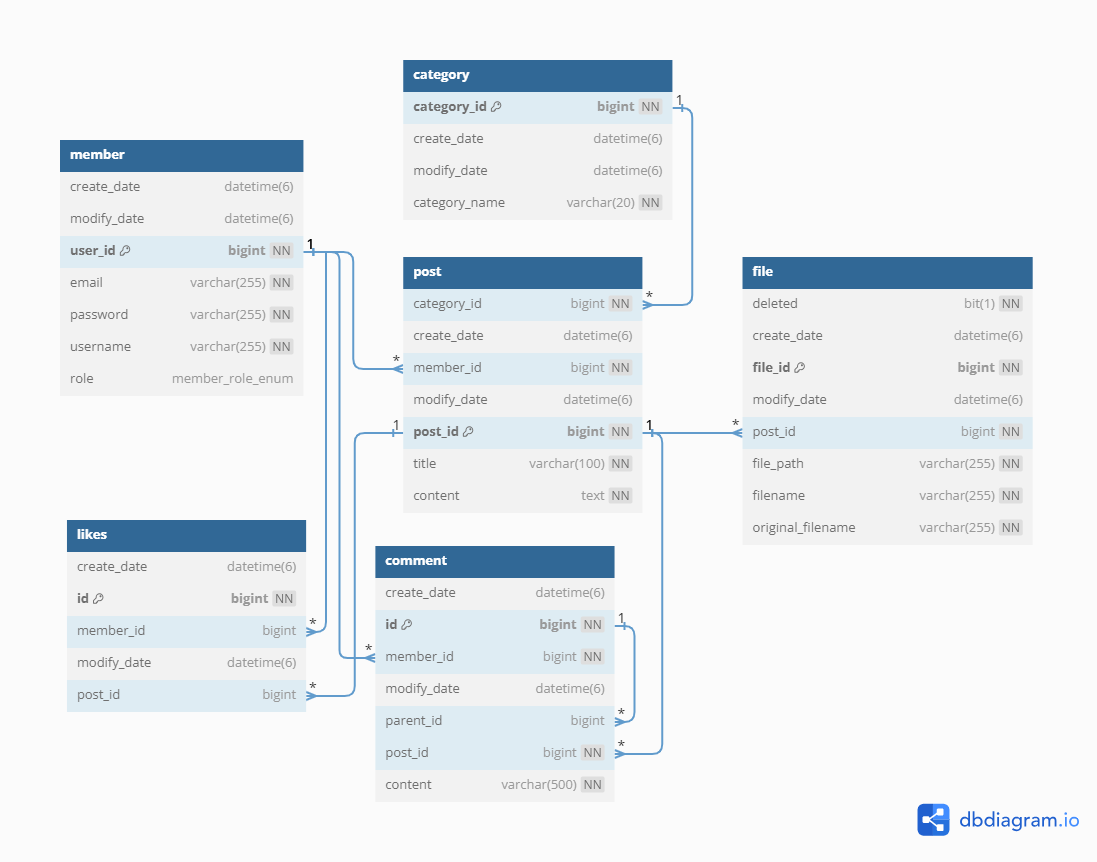 category
category_id bigint NN
create_date datetime(6)
modify_date datetime(6)
category_name varchar(20) NN
1
*
member
create_date datetime(6)
modify_date datetime(6)
user_id bigint NN
email varchar(255) NN
password varchar(255) NN
username varchar(255) NN
role member_role_enum
1
*
post
category_id bigint NN
create_date datetime(6)
member_id bigint NN
modify_date datetime(6)
post_id bigint NN
title varchar(100) NN
content text NN
1
1
*
file
deleted bit(1) NN
create_date datetime(6)
file_id bigint NN
modify_date datetime(6)
post_id bigint NN
file_path varchar(255) NN
filename varchar(255) NN
original_filename varchar(255) NN
likes
create_date datetime(6)
id bigint NN
member_id bigint
modify_date datetime(6)
post_id bigint
*
*
comment
create_date datetime(6)
id bigint NN
member_id bigint NN
modify_date datetime(6)
parent_id bigint
post_id bigint NN
content varchar(500) NN
*
1
*
*
dbdiagram.io